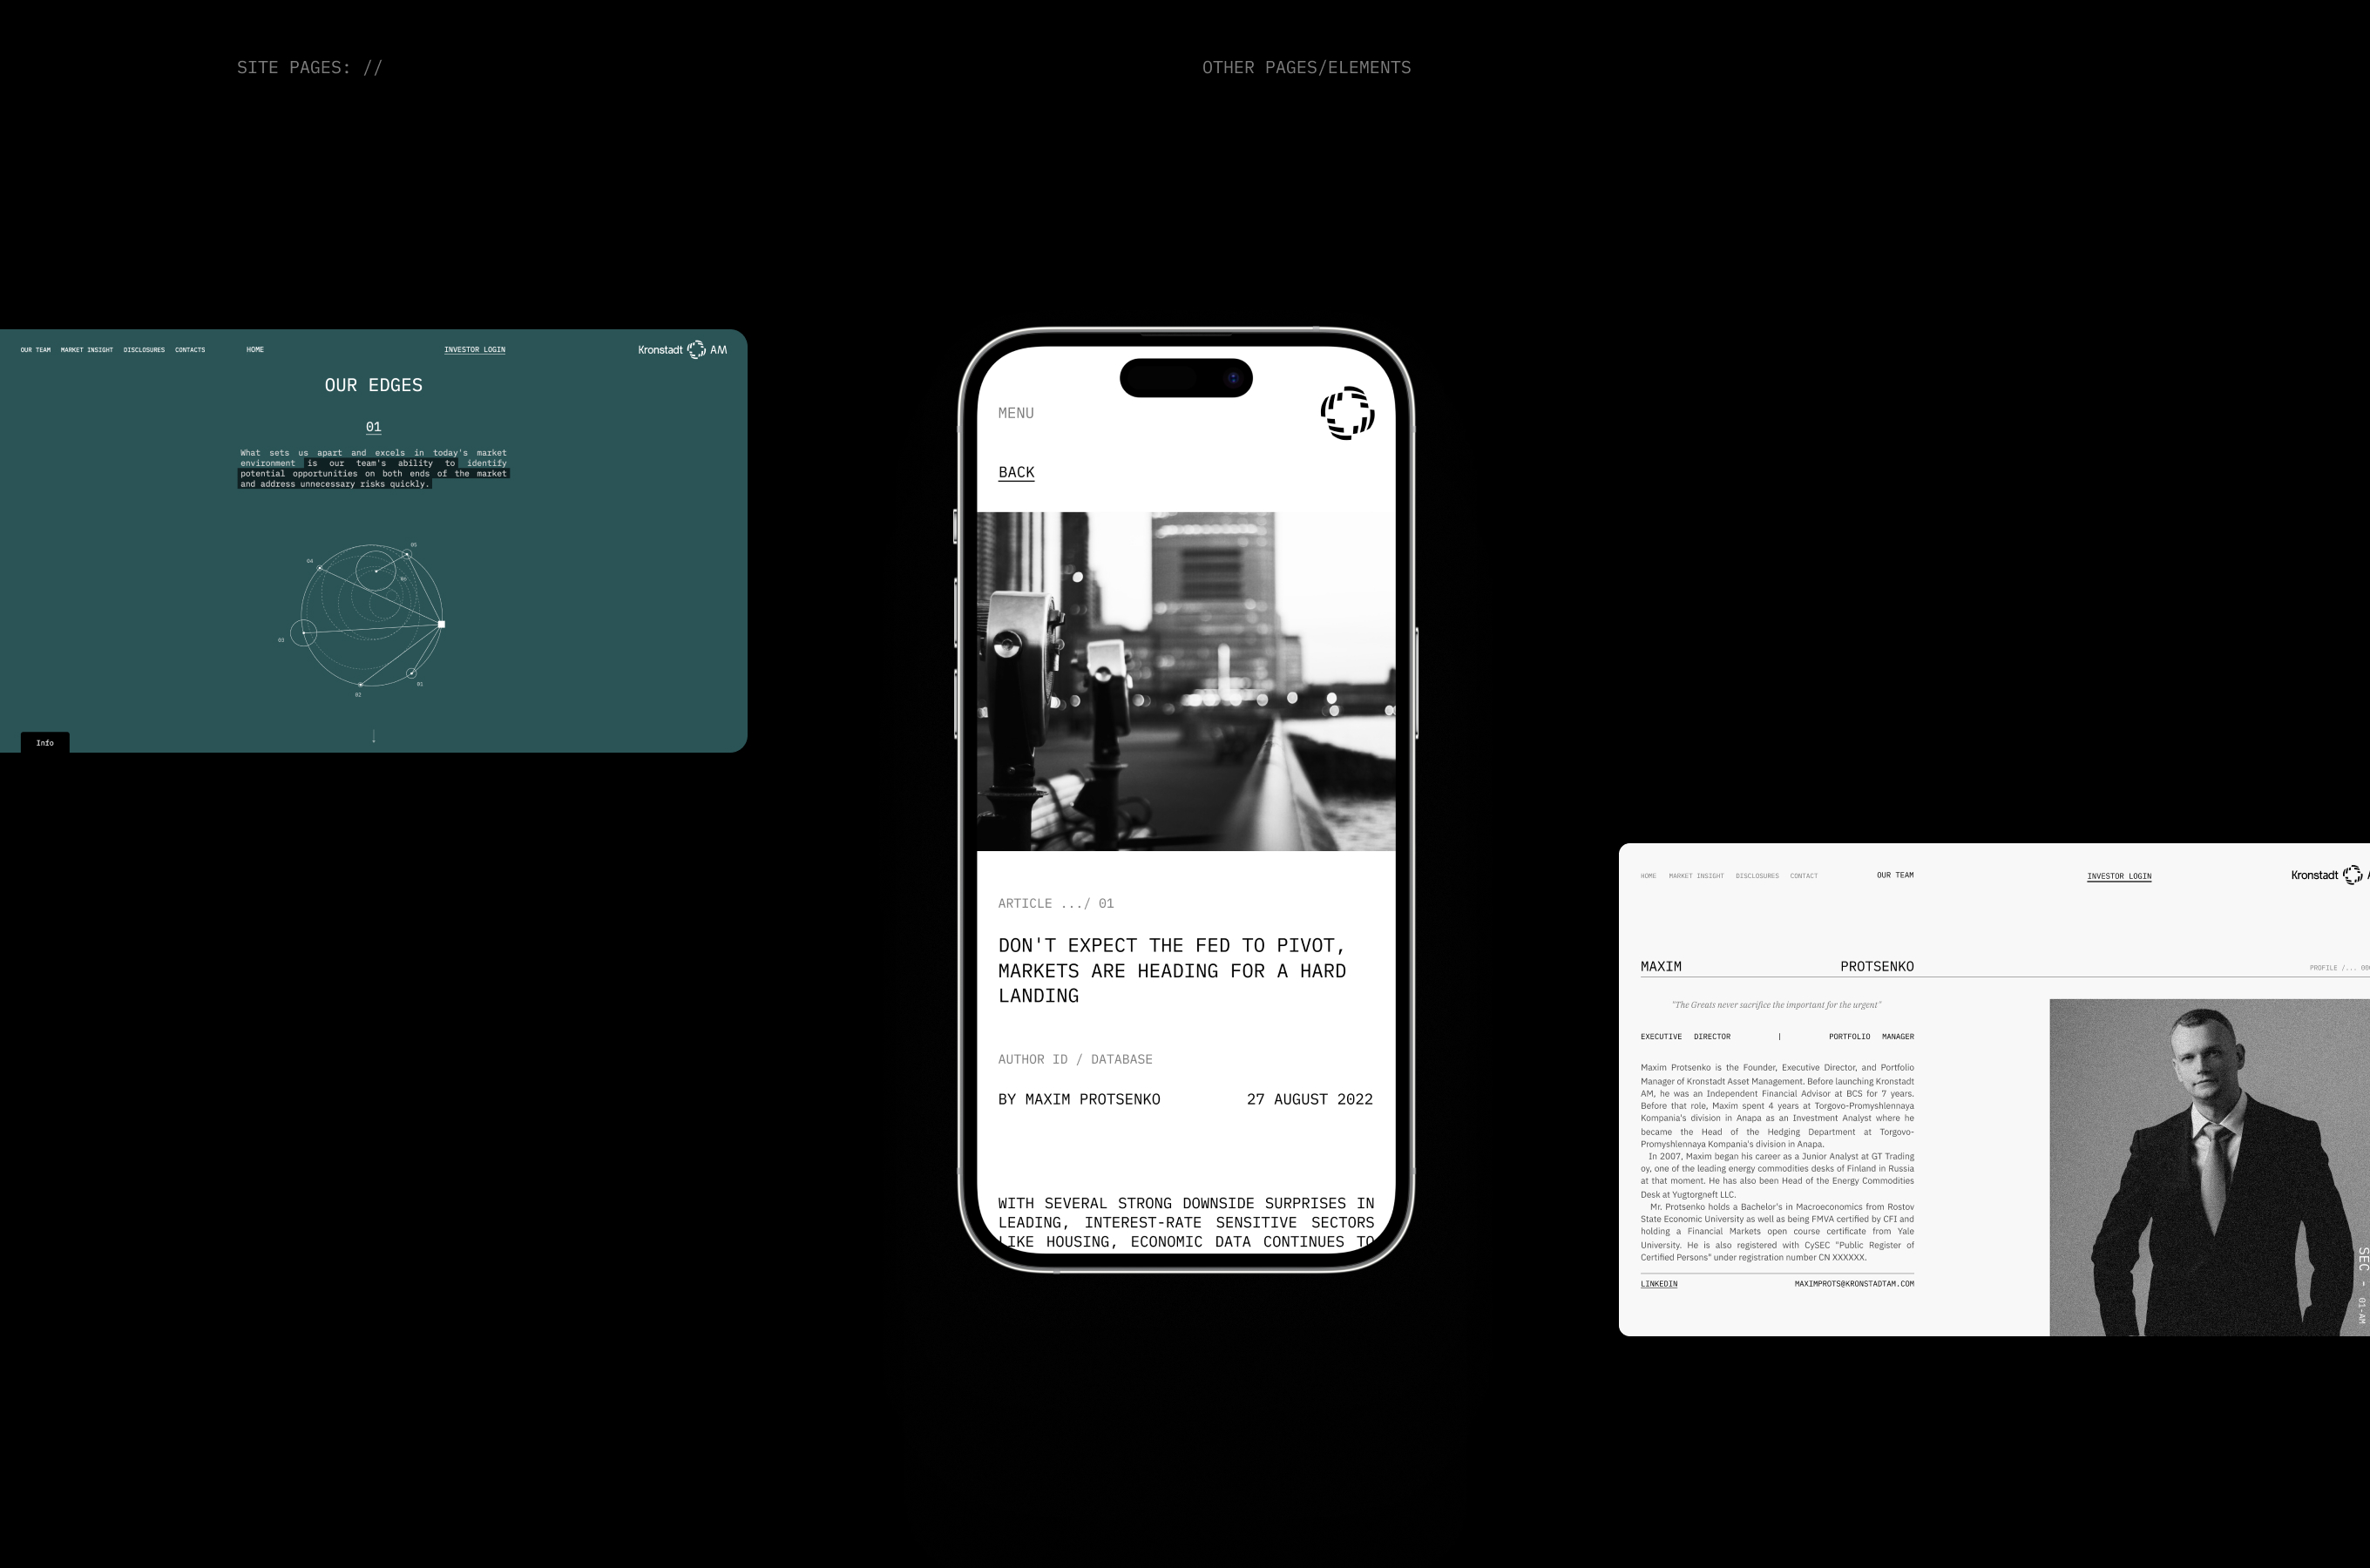 SITE PAGES: //
OTHER PAGES/ELEMENTS
OUR TEAM MARKET INSIGHT DISCLOSURES CONTACTS HOME INVESTOR LOGIN Kronstadt AM
OUR EDGES
01
What sets us apart and excels in today's market
environment is our team's ability to identify
potential opportunities on both ends of the market
and address unnecessary risks quickly.
05
04
06
03
01
02
Info
MENU
BACK
ARTICLE .../ 01
DON'T EXPECT THE FED TO PIVOT,
MARKETS ARE HEADING FOR A HARD
LANDING
AUTHOR ID / DATABASE
BY MAXIM PROTSENKO 27 AUGUST 2022
WITH SEVERAL STRONG DOWNSIDE SURPRISES IN
LEADING, INTEREST-RATE SENSITIVE SECTORS
LIKE HOUSING, ECONOMIC DATA CONTINUES TO
HOME MARKET INSIGHT DISCLOSURES CONTACT OUR TEAM INVESTOR LOGIN Kronstadt
MAXIM PROTSENKO PROFILE /...
"The Greats never sacrifice the important for the urgent"
EXECUTIVE DIRECTOR | PORTFOLIO MANAGER
Maxim Protsenko is the Founder, Executive Director, and Portfolio
Manager of Kronstadt Asset Management. Before launching Kronstadt
AM, he was an Independent Financial Advisor at BCS for 7 years.
Before that role, Maxim spent 4 years at Torgovo-Promyshlennaya
Kompania's division in Anapa as an Investment Analyst where he
became the Head of the Hedging Department at Torgovo-
Promyshlennaya Kompania's division in Anapa.
In 2007, Maxim began his career as a Junior Analyst at GT Trading
oy, one of the leading energy commodities desks of Finland in Russia
at that moment. He has also been Head of the Energy Commodities
Desk at Yugtorgneft LLC.
Mr. Protsenko holds a Bachelor's in Macroeconomics from Rostov
State Economic University as well as being FMVA certified by CFI and
holding a Financial Markets open course certificate from Yale
University. He is also registered with CySEC "Public Register of
Certified Persons" under registration number CN XXXXXX.
LINKEDIN MAXIMPROTS@KRONSTADTAM.COM
SEC - 01-AM